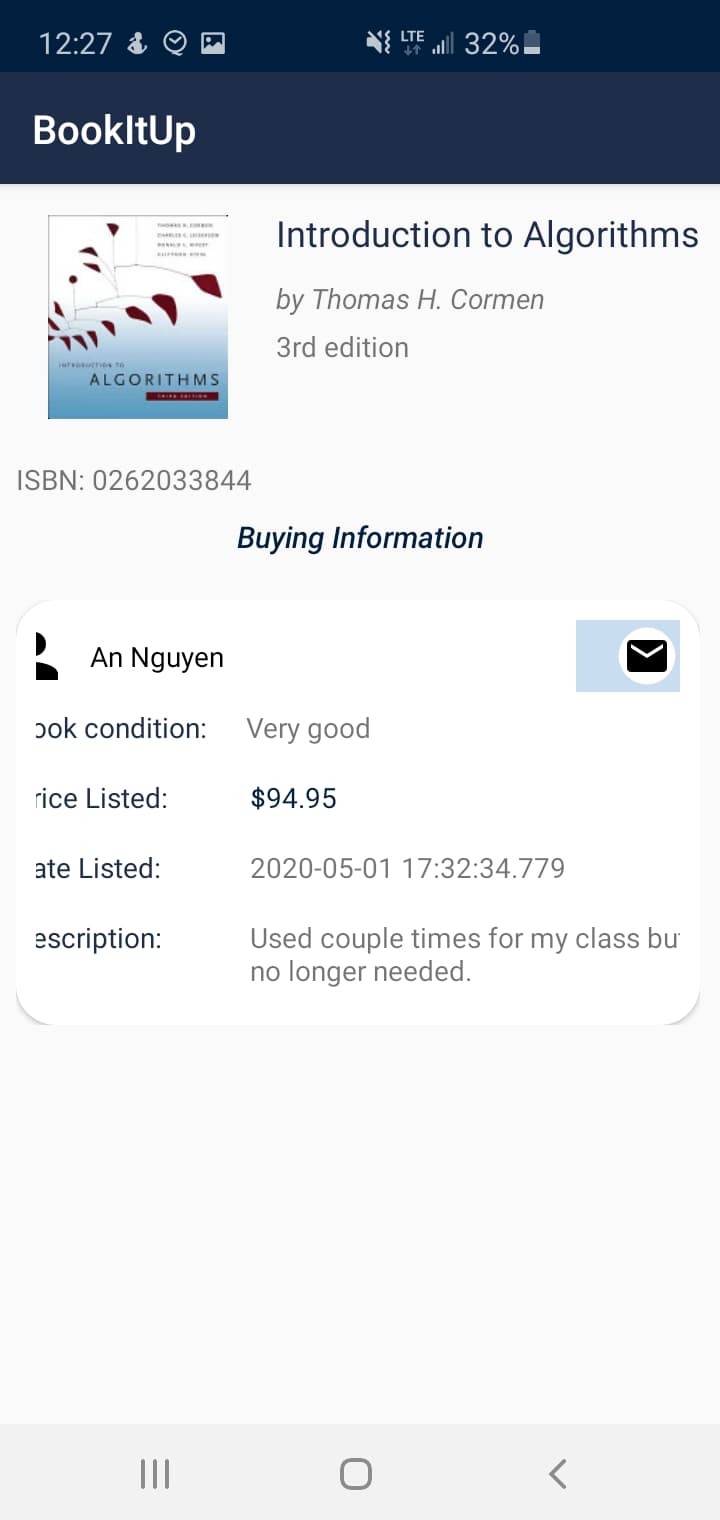 12:27 LTE 32%
BookItUp
THOMAS H. CORMEN
CHARLES E. LEISERSON
RONALD L. RIVEST
CLIFFORD STEIN
INTRODUCTION TO
ALGORITHMS
THIRD EDITION
Introduction to Algorithms
by Thomas H. Cormen
3rd edition
ISBN: 0262033844
Buying Information
An Nguyen
ook condition: Very good
rice Listed: $94.95
ate Listed: 2020-05-01 17:32:34.779
escription: Used couple times for my class bu
no longer needed.